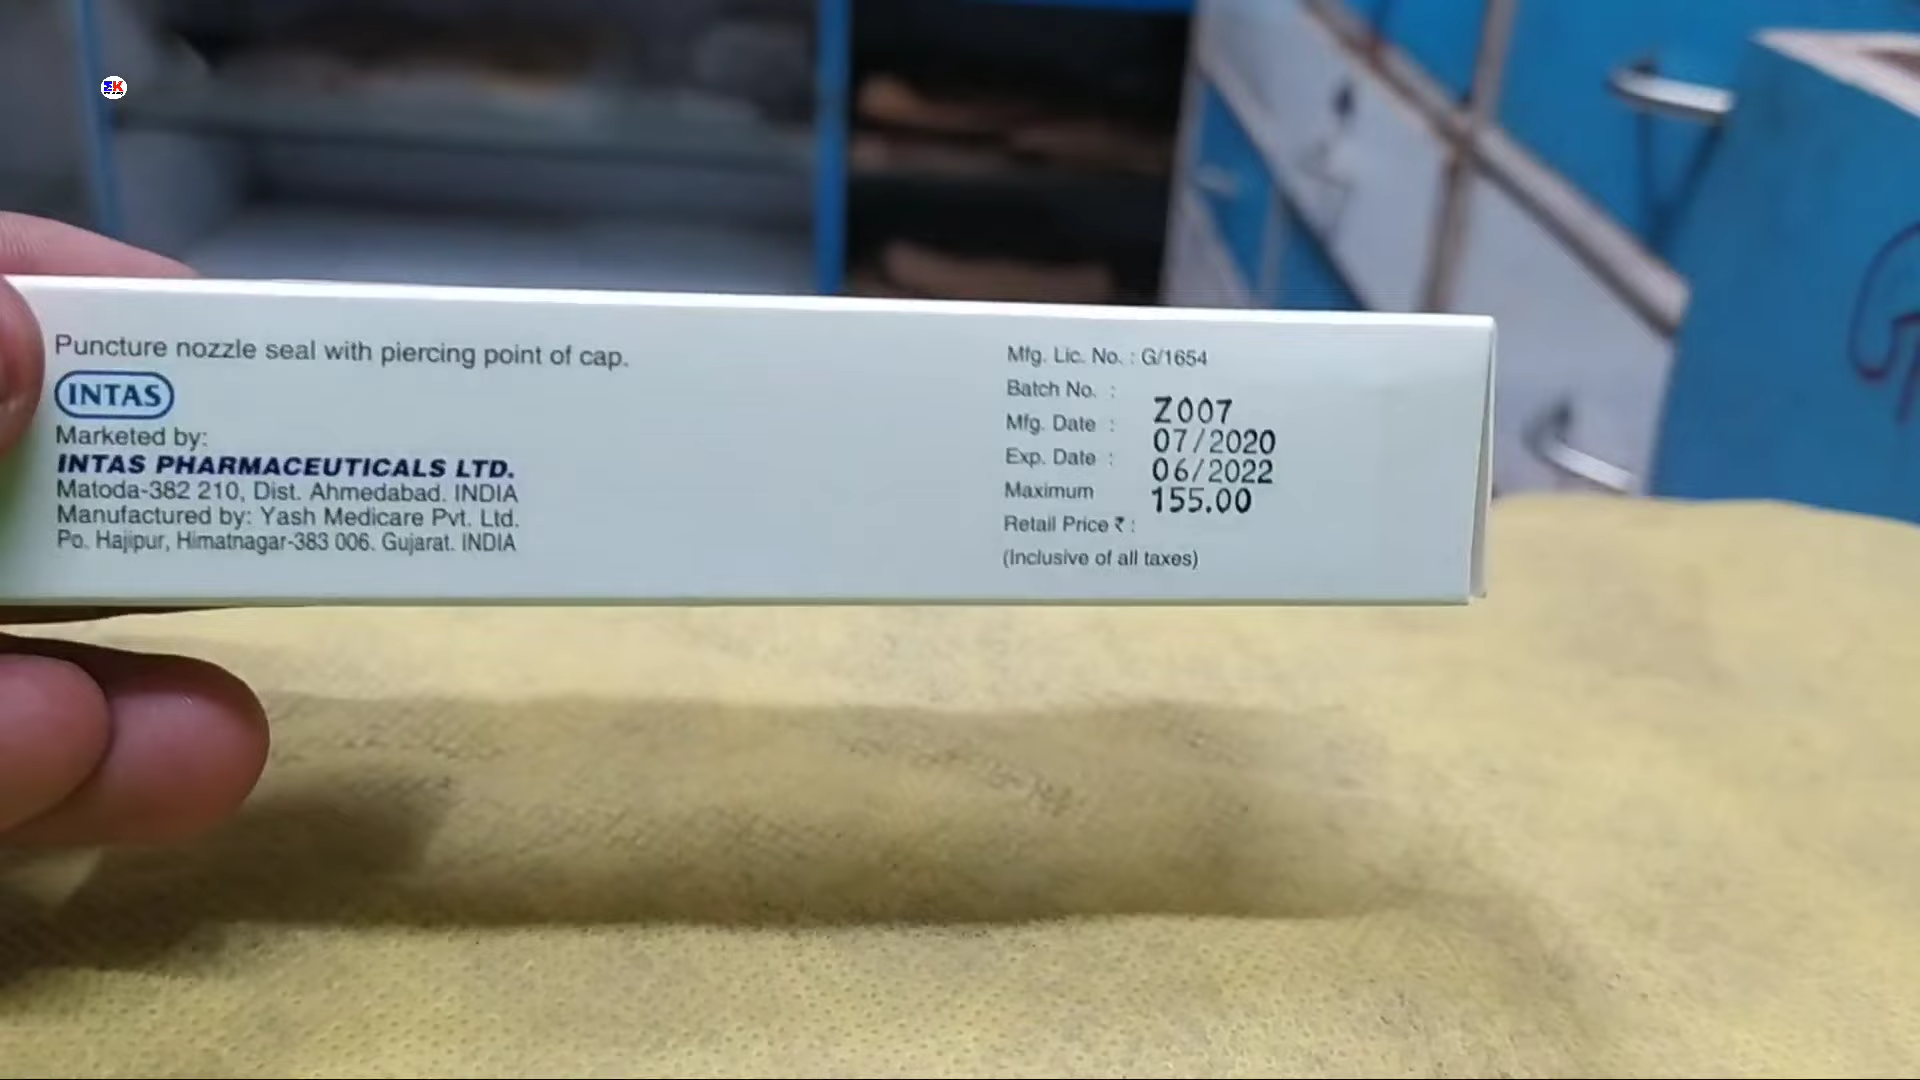 ΣK
Puncture nozzle seal with piercing point of cap.
INTAS
Marketed by:
INTAS PHARMACEUTICALS LTD.
Matoda-382 210, Dist. Ahmedabad. INDIA
Manufactured by: Yash Medicare Pvt. Ltd.
Po. Hajipur, Himatnagar-383 006. Gujarat. INDIA
Mfg. Lic. No. : G/1654
Batch No. : Z007
Mfg. Date : 07/2020
Exp. Date : 06/2022
Maximum 155.00
Retail Price ₹ :
(Inclusive of all taxes)